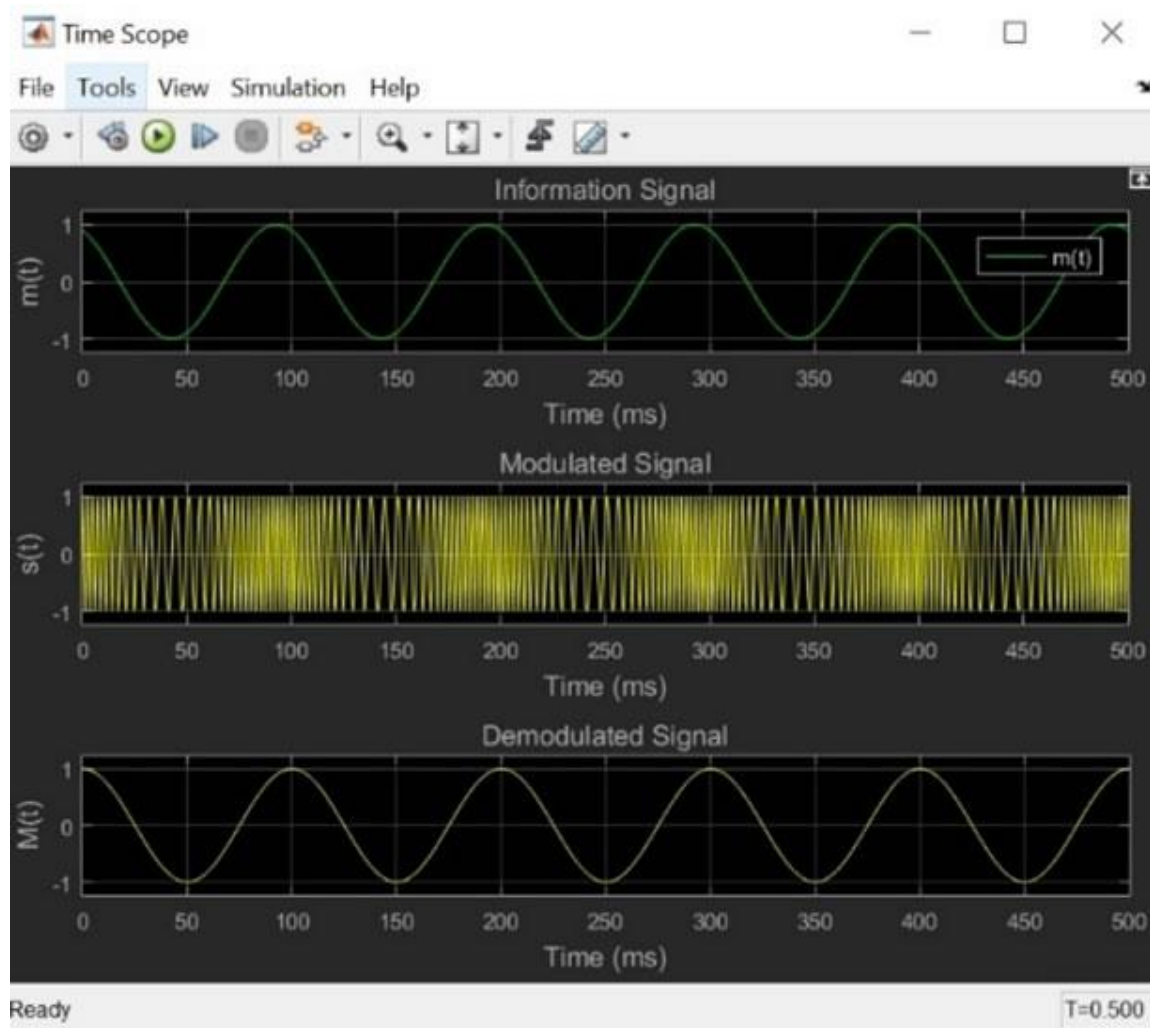 Time Scope
File Tools View Simulation Help
Information Signal
m(t)
1
0
-1
m(t)
0 50 100 150 200 250 300 350 400 450 500
Time (ms)
Modulated Signal
s(t)
1
0
-1
0 50 100 150 200 250 300 350 400 450 500
Time (ms)
Demodulated Signal
M(t)
1
0
-1
0 50 100 150 200 250 300 350 400 450 500
Time (ms)
Ready T=0.500